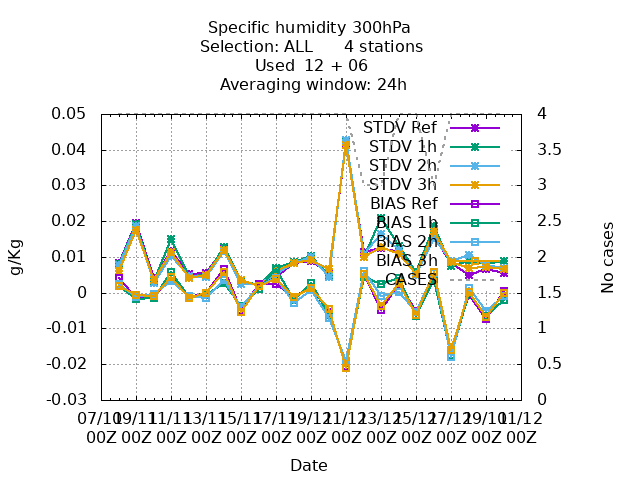 Specific humidity 300hPa
Selection: ALL      4 stations
Used  12 + 06
Averaging window: 24h
0.05
0.04
0.03
0.02
0.01
0
-0.01
-0.02
-0.03
4
3.5
3
2.5
2
1.5
1
0.5
0
g/Kg
No cases
STDV Ref
STDV 1h
STDV 2h
STDV 3h
BIAS Ref
BIAS 1h
BIAS 2h
BIAS 3h
CASES
07/10 09/11 11/11 13/11 15/11 17/11 19/11 21/12 23/12 25/12 27/12 29/12 01/12
00Z 00Z 00Z 00Z 00Z 00Z 00Z 00Z 00Z 00Z 00Z 00Z 00Z
Date